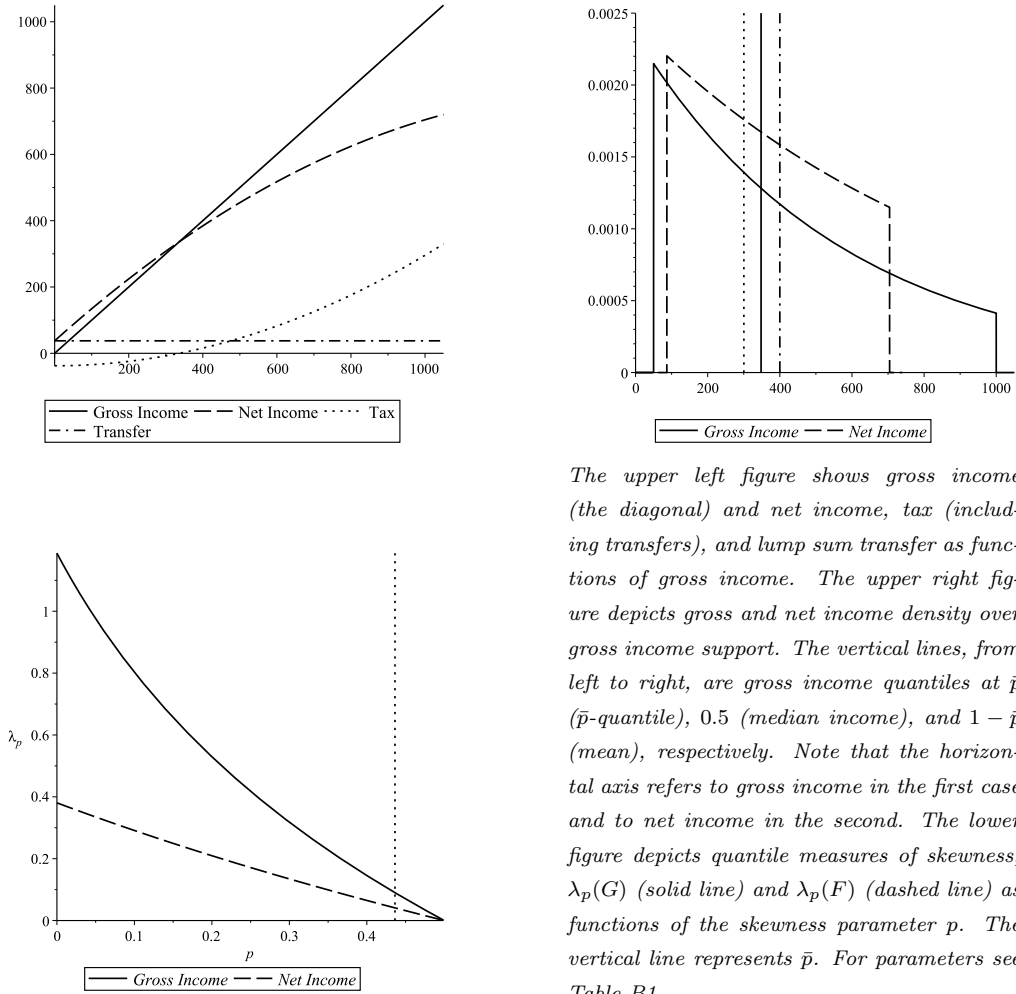 1000
800
600
400
200
0
200 400 600 800 1000
Gross Income Net Income Tax
Transfer
0.0025
0.0020
0.0015
0.0010
0.0005
0
0 200 400 600 800 1000
Gross Income Net Income
1
0.8
λp 0.6
0.4
0.2
0
0 0.1 0.2 0.3 0.4
p
Gross Income Net Income
The upper left figure shows gross income
(the diagonal) and net income, tax (includ-
ing transfers), and lump sum transfer as func-
tions of gross income. The upper right fig-
ure depicts gross and net income density over
gross income support. The vertical lines, from
left to right, are gross income quantiles at p̄
(p̄-quantile), 0.5 (median income), and 1 − p̄
(mean), respectively. Note that the horizon-
tal axis refers to gross income in the first case
and to net income in the second. The lower
figure depicts quantile measures of skewness,
λp(G) (solid line) and λp(F) (dashed line) as
functions of the skewness parameter p. The
vertical line represents p̄. For parameters see
Table B1